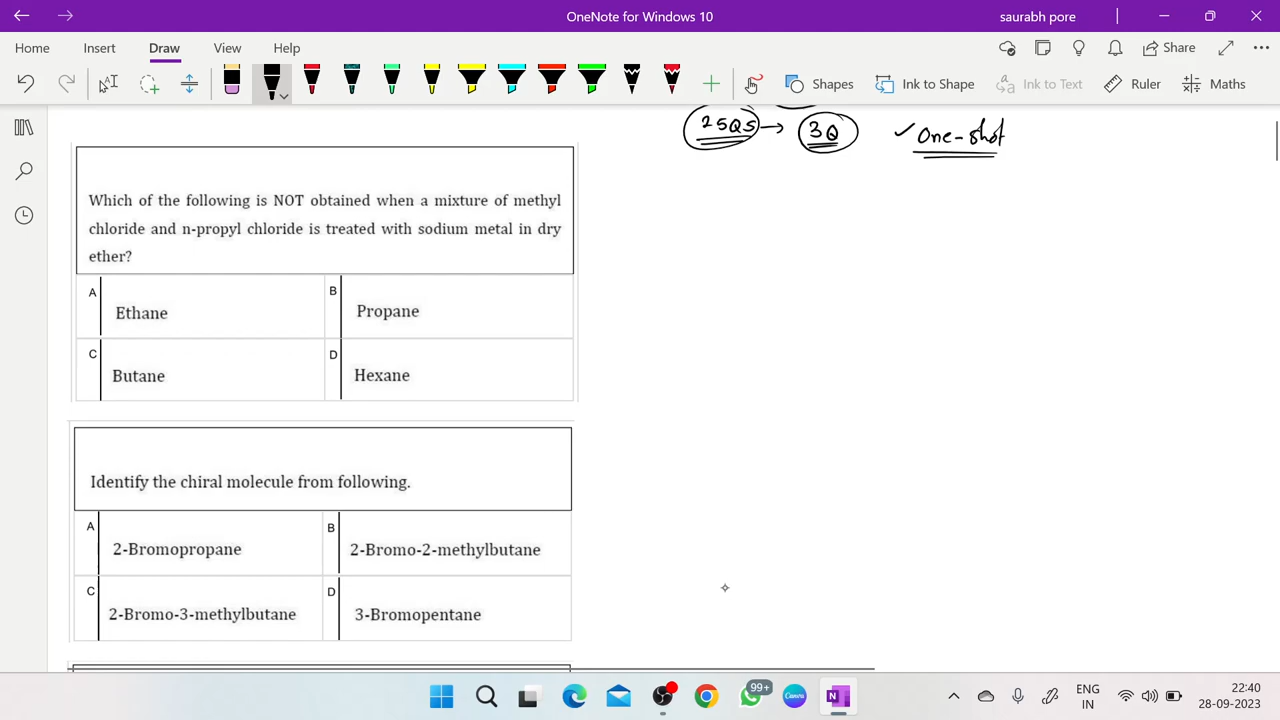 OneNote for Windows 10
saurabh pore
Home Insert Draw View Help
Share
Shapes Ink to Shape Ink to Text Ruler Maths
25QS → 3Q ✓ One-shot
Which of the following is NOT obtained when a mixture of methyl
chloride and n-propyl chloride is treated with sodium metal in dry
ether?
A Ethane
B Propane
C Butane
D Hexane
Identify the chiral molecule from following.
A 2-Bromopropane
B 2-Bromo-2-methylbutane
C 2-Bromo-3-methylbutane
D 3-Bromopentane
99+
Canva
ENG
IN
22:40
28-09-2023